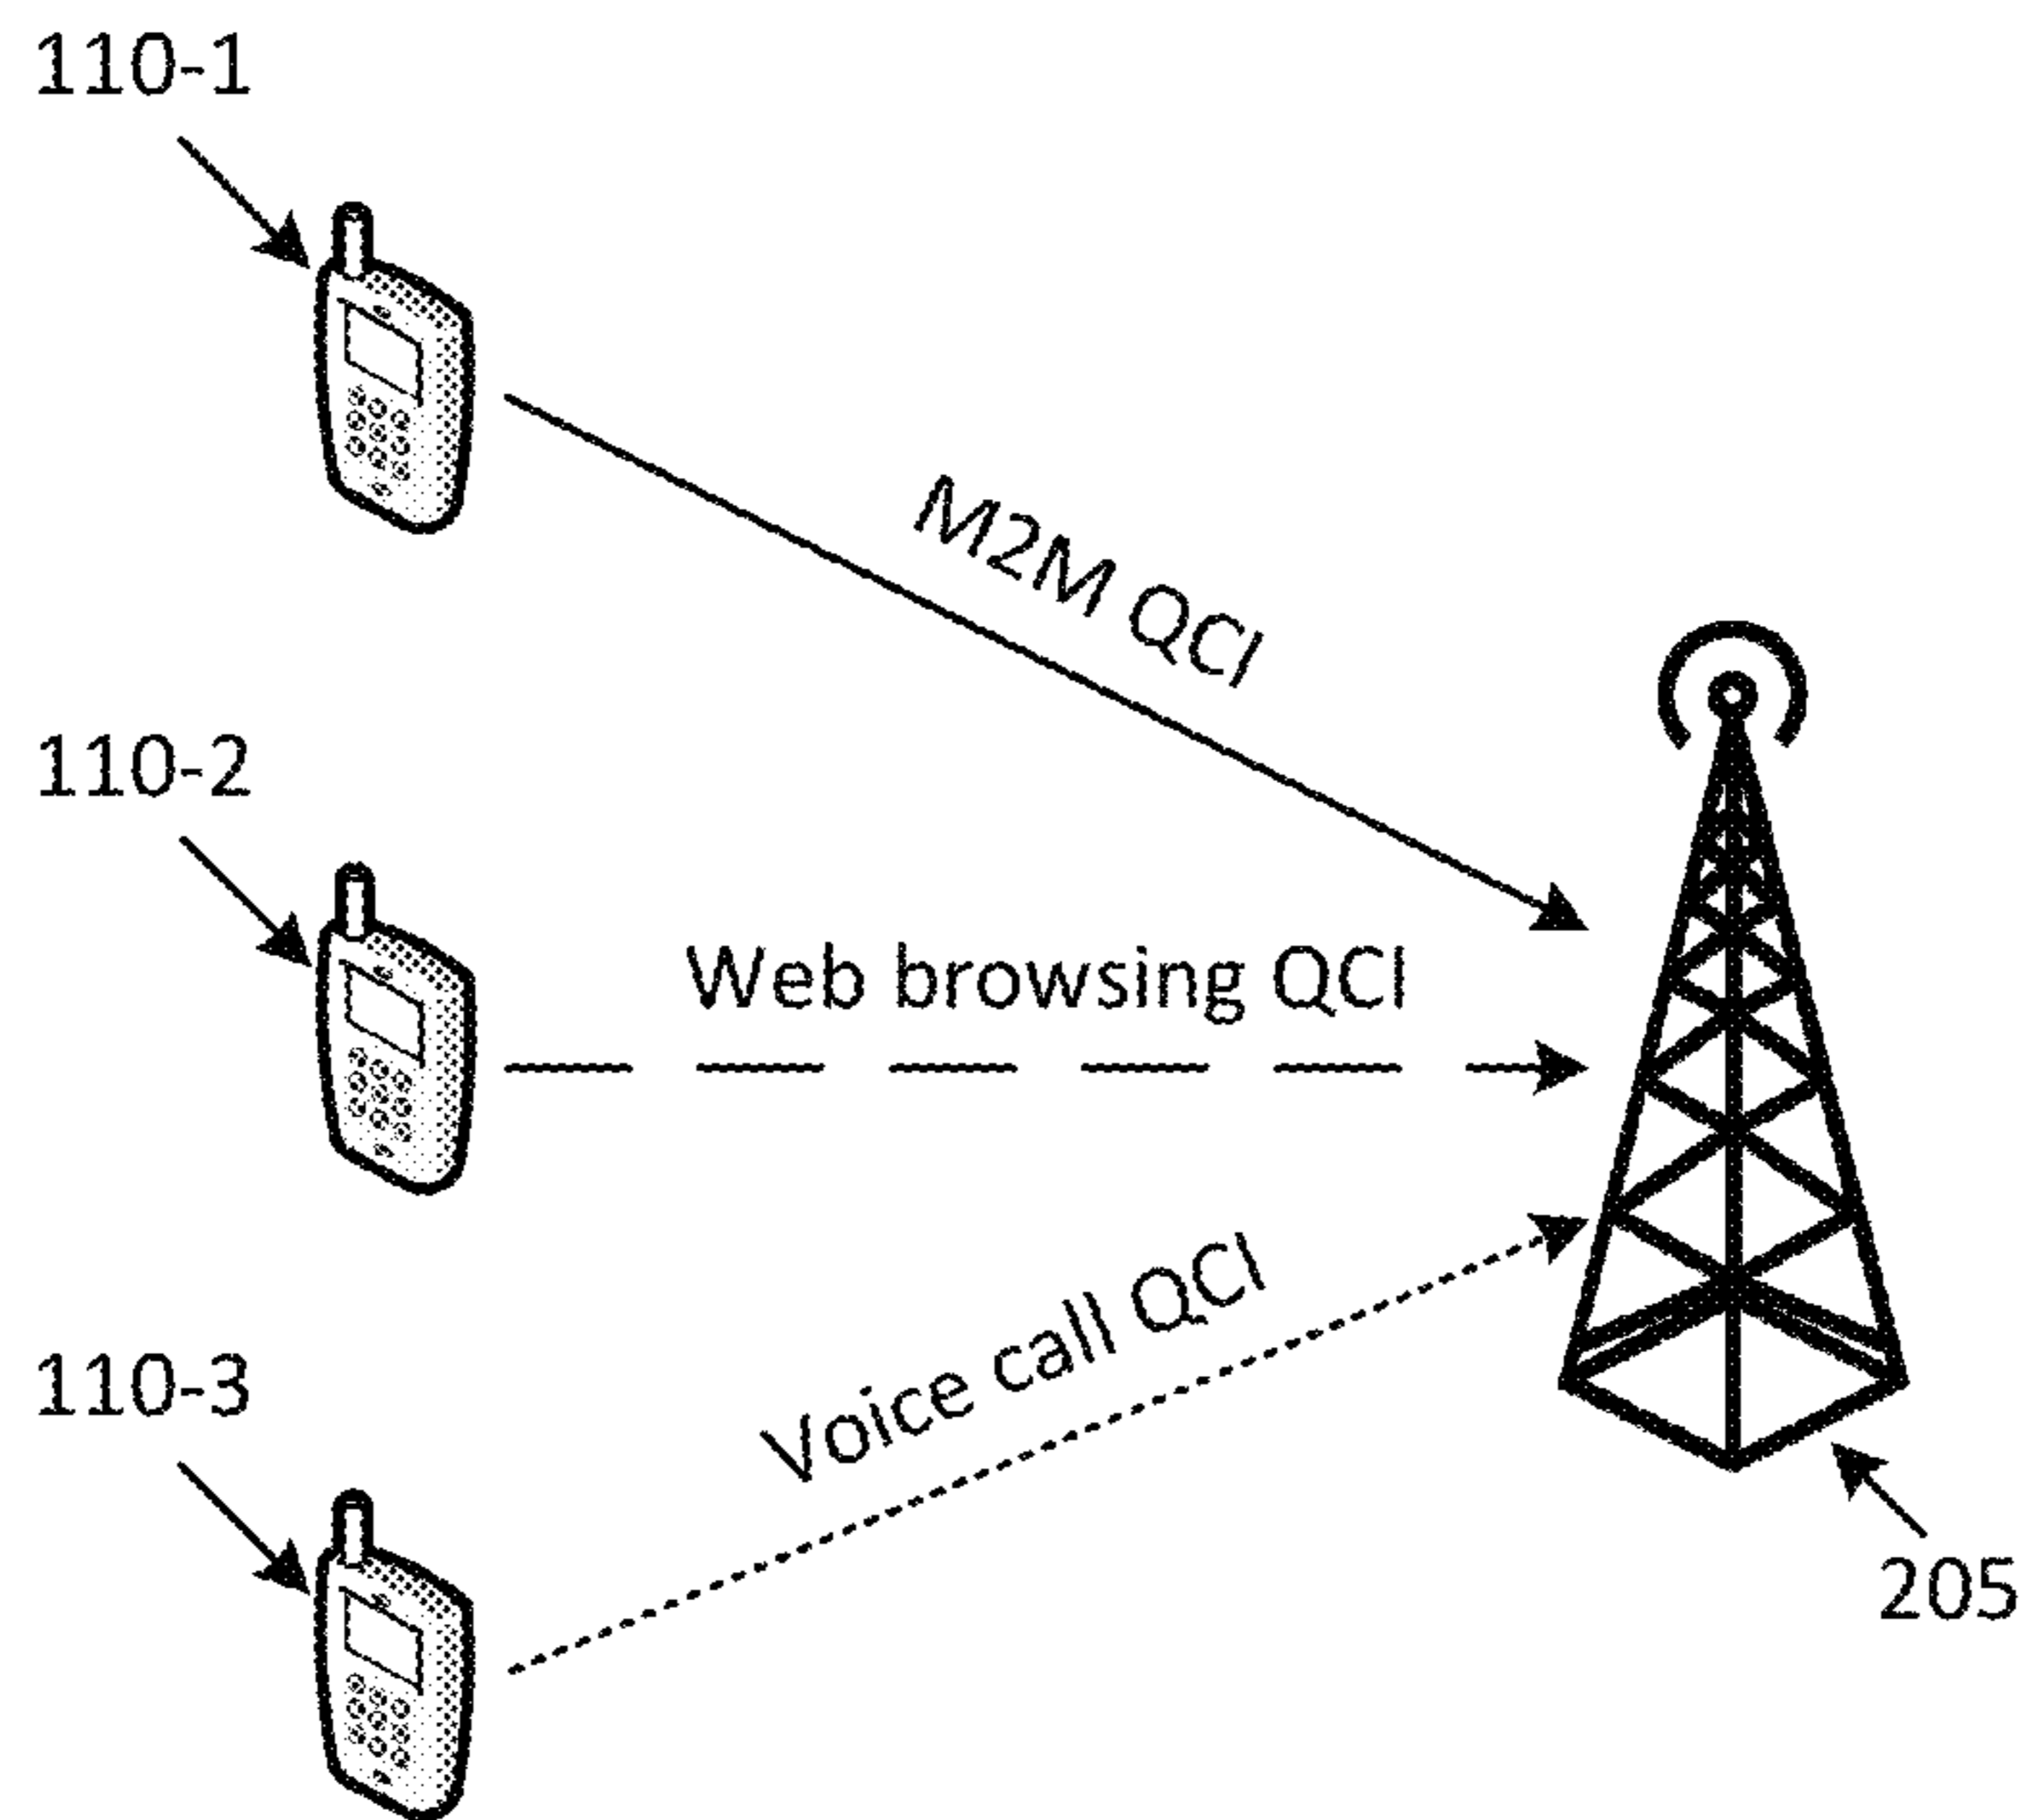 110-1
M2M QCI
110-2
Web browsing QCI
Voice call QCI
110-3
205